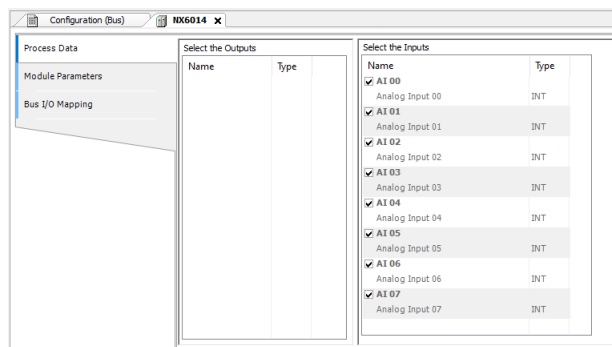 Configuration (Bus)
NX6014
Process Data
Module Parameters
Bus I/O Mapping
Select the Outputs
Name Type
Select the Inputs
Name Type
AI 00
Analog Input 00 INT
AI 01
Analog Input 01 INT
AI 02
Analog Input 02 INT
AI 03
Analog Input 03 INT
AI 04
Analog Input 04 INT
AI 05
Analog Input 05 INT
AI 06
Analog Input 06 INT
AI 07
Analog Input 07 INT